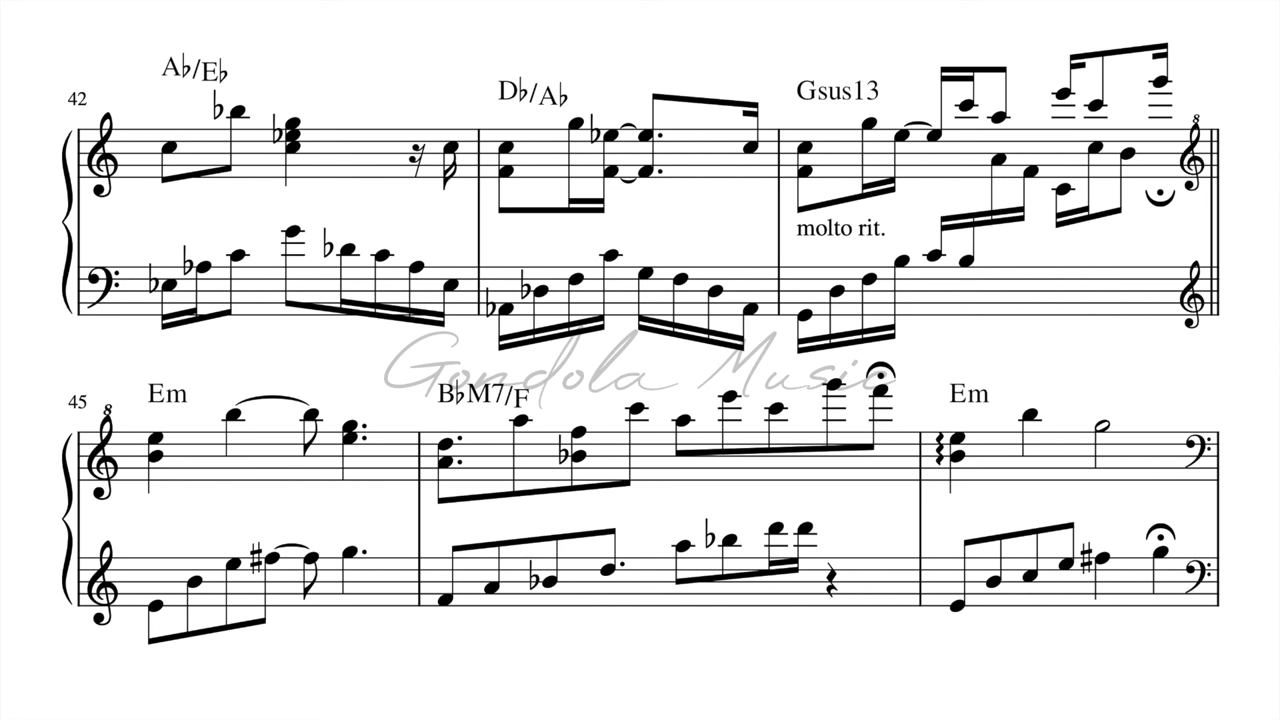 A♭/E♭
D♭/A♭
Gsus13
42
8
molto rit.
Gondola Music
45
8
Em
B♭M7/F
Em